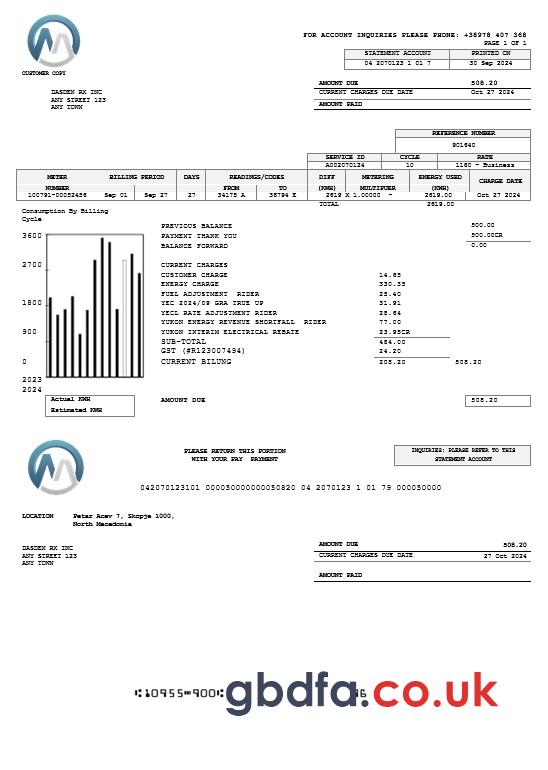 FOR ACCOUNT INQUIRIES PLEASE PHONE: +38978 407 368
PAGE 1 OF 1
STATEMENT ACCOUNT PRINTED ON
04 2070123 1 01 7 30 Sep 2024
CUSTOMER COPY
AMOUNT DUE 508.20
CURRENT CHARGES DUE DATE Oct 27 2024
AMOUNT PAID
DASDEN RX INC
ANY STREET 123
ANY TOWN
REFERENCE NUMBER
901640
SERVICE ID CYCLE RATE
A002070124 10 1160 - Business
METER BILLING PERIOD DAYS READINGS/CODES DIFF METERING ENERGY USED CHARGE DATE
NUMBER FROM TO (KWH) MULTIPLIER (KWH)
100791-00052456 Sep 01 Sep 27 27 34175 A 36794 E 2619 X 1.00000 - 2619.00 Oct 27 2024
TOTAL 2619.00
Consumption By Billing
Cycle
3600
2700
1800
900
0
2023
2024
Actual KWH
Estimated KWH
PREVIOUS BALANCE 500.00
PAYMENT THANK YOU 500.00CR
BALANCE FORWARD 0.00
CURRENT CHARGES
CUSTOMER CHARGE 14.65
ENERGY CHARGE 330.35
FUEL ADJUSTMENT RIDER 25.40
YEC 2024/09 GRA TRUE UP 31.91
YECL RATE ADJUSTMENT RIDER 28.64
YUKON ENERGY REVENUE SHORTFALL RIDER 77.00
YUKON INTERIM ELECTRICAL REBATE 23.95CR
SUB-TOTAL 484.00
GST (#R123007494) 24.20
CURRENT BILLING 208.20 508.20
AMOUNT DUE 508.20
PLEASE RETURN THIS PORTION
WITH YOUR PAY PAYMENT
INQUIRIES: PLEASE REFER TO THIS
STATEMENT ACCOUNT
042070123101 0000500000000050820 04 2070123 1 01 79 000050000
LOCATION Petar Acev 7, Skopje 1000,
North Macedonia
DASDEN RX INC
ANY STREET 123
ANY TOWN
AMOUNT DUE 508.20
CURRENT CHARGES DUE DATE 27 Oct 2024
AMOUNT PAID
gbdfa.co.uk